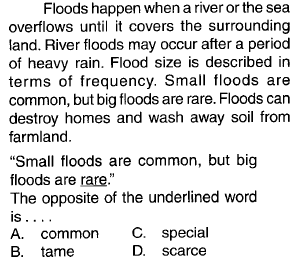 Floods happen when a river or the sea
overflows until it covers the surrounding
land. River floods may occur after a period
of heavy rain. Flood size is described in
terms of frequency. Small floods are
common, but big floods are rare. Floods can
destroy homes and wash away soil from
farmland.
“Small floods are common, but big
floods are rare.”
The opposite of the underlined word
is . . . .
A. common C. special
B. tame D. scarce